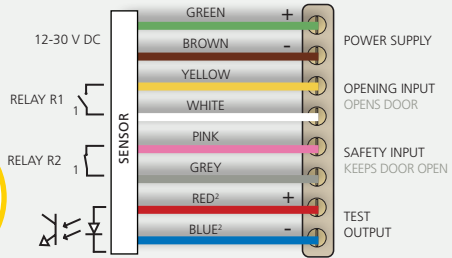 GREEN +
12-30 V DC
BROWN -
POWER SUPPLY
YELLOW
RELAY R1
1
WHITE
OPENING INPUT
OPENS DOOR
SENSOR
PINK
RELAY R2
1
GREY
SAFETY INPUT
KEEPS DOOR OPEN
RED² +
BLUE² -
TEST
OUTPUT